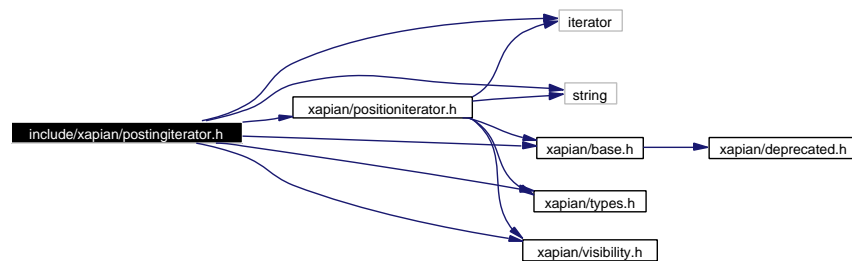 iterator
string
xapian/positioniterator.h
include/xapian/postingiterator.h
xapian/base.h
xapian/deprecated.h
xapian/types.h
xapian/visibility.h